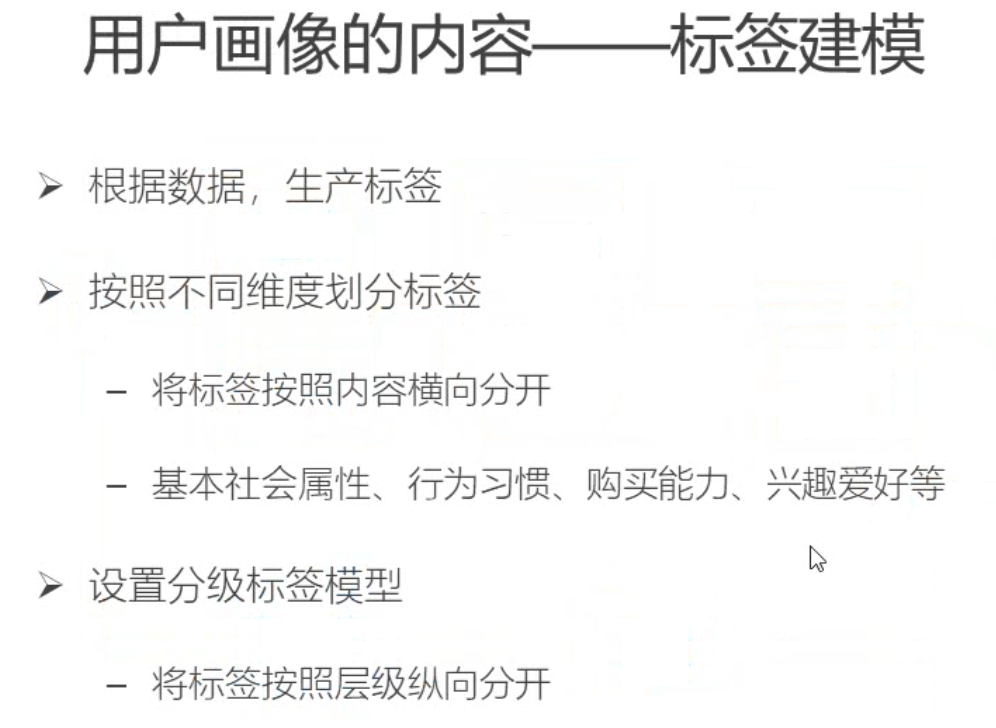 用户画像的内容——标签建模
➢ 根据数据，生产标签
➢ 按照不同维度划分标签
– 将标签按照内容横向分开
– 基本社会属性、行为习惯、购买能力、兴趣爱好等
➢ 设置分级标签模型
– 将标签按照层级纵向分开